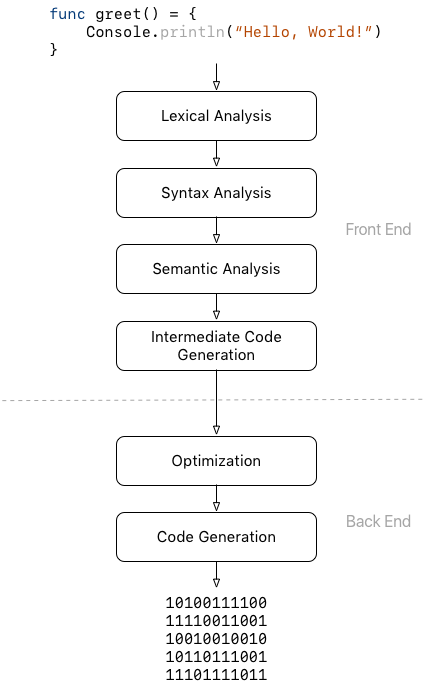 func greet() = {
    Console.println(“Hello, World!”)
}
Lexical Analysis
Syntax Analysis
Front End
Semantic Analysis
Intermediate Code
Generation
Optimization
Back End
Code Generation
10100111100
11110011001
10010010010
10110111001
11101111011